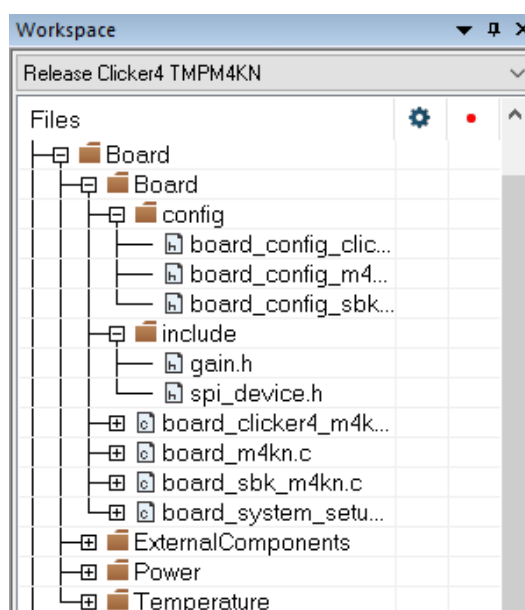 Workspace
Release Clicker4 TMPM4KN
Files
Board
Board
config
board_config_clic...
board_config_m4...
board_config_sbk...
include
gain.h
spi_device.h
board_clicker4_m4k...
board_m4kn.c
board_sbk_m4kn.c
board_system_setu...
ExternalComponents
Power
Temperature